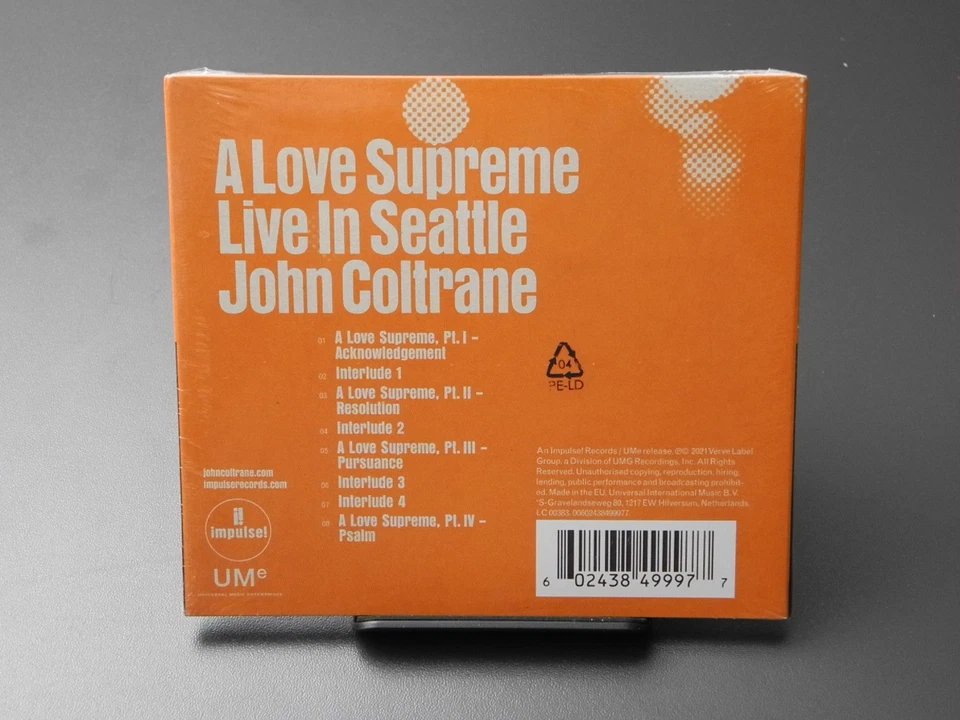 A Love Supreme
Live In Seattle
John Coltrane
01 A Love Supreme, Pt. I –
Acknowledgement
02 Interlude 1
03 A Love Supreme, Pt. II –
Resolution
04 Interlude 2
05 A Love Supreme, Pt. III –
Pursuance
06 Interlude 3
07 Interlude 4
08 A Love Supreme, Pt. IV –
Psalm
04
PE-LD
johncoltrane.com
impulserecords.com
impulse!
UMe
UNIVERSAL MUSIC ENTERPRISES
An Impulse! Records / UMe release. ℗© 2021 Verve Label
Group, a Division of UMG Recordings, Inc. All Rights
Reserved. Unauthorised copying, reproduction, hiring,
lending, public performance and broadcasting prohibit-
ed. Made in the EU. Universal International Music B.V.
'S-Gravelandseweg 80, 1217 EW Hilversum, Netherlands.
LC 00383. 00602438499977.
6 02438 49997 7